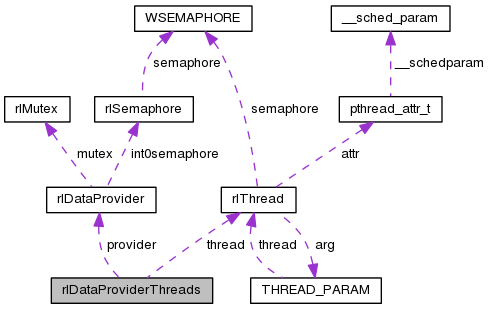 WSEMAPHORE
__sched_param
semaphore
__schedparam
rlMutex
rlSemaphore
semaphore
pthread_attr_t
mutex
int0semaphore
attr
rlDataProvider
rlThread
provider
thread
thread
arg
rlDataProviderThreads
THREAD_PARAM